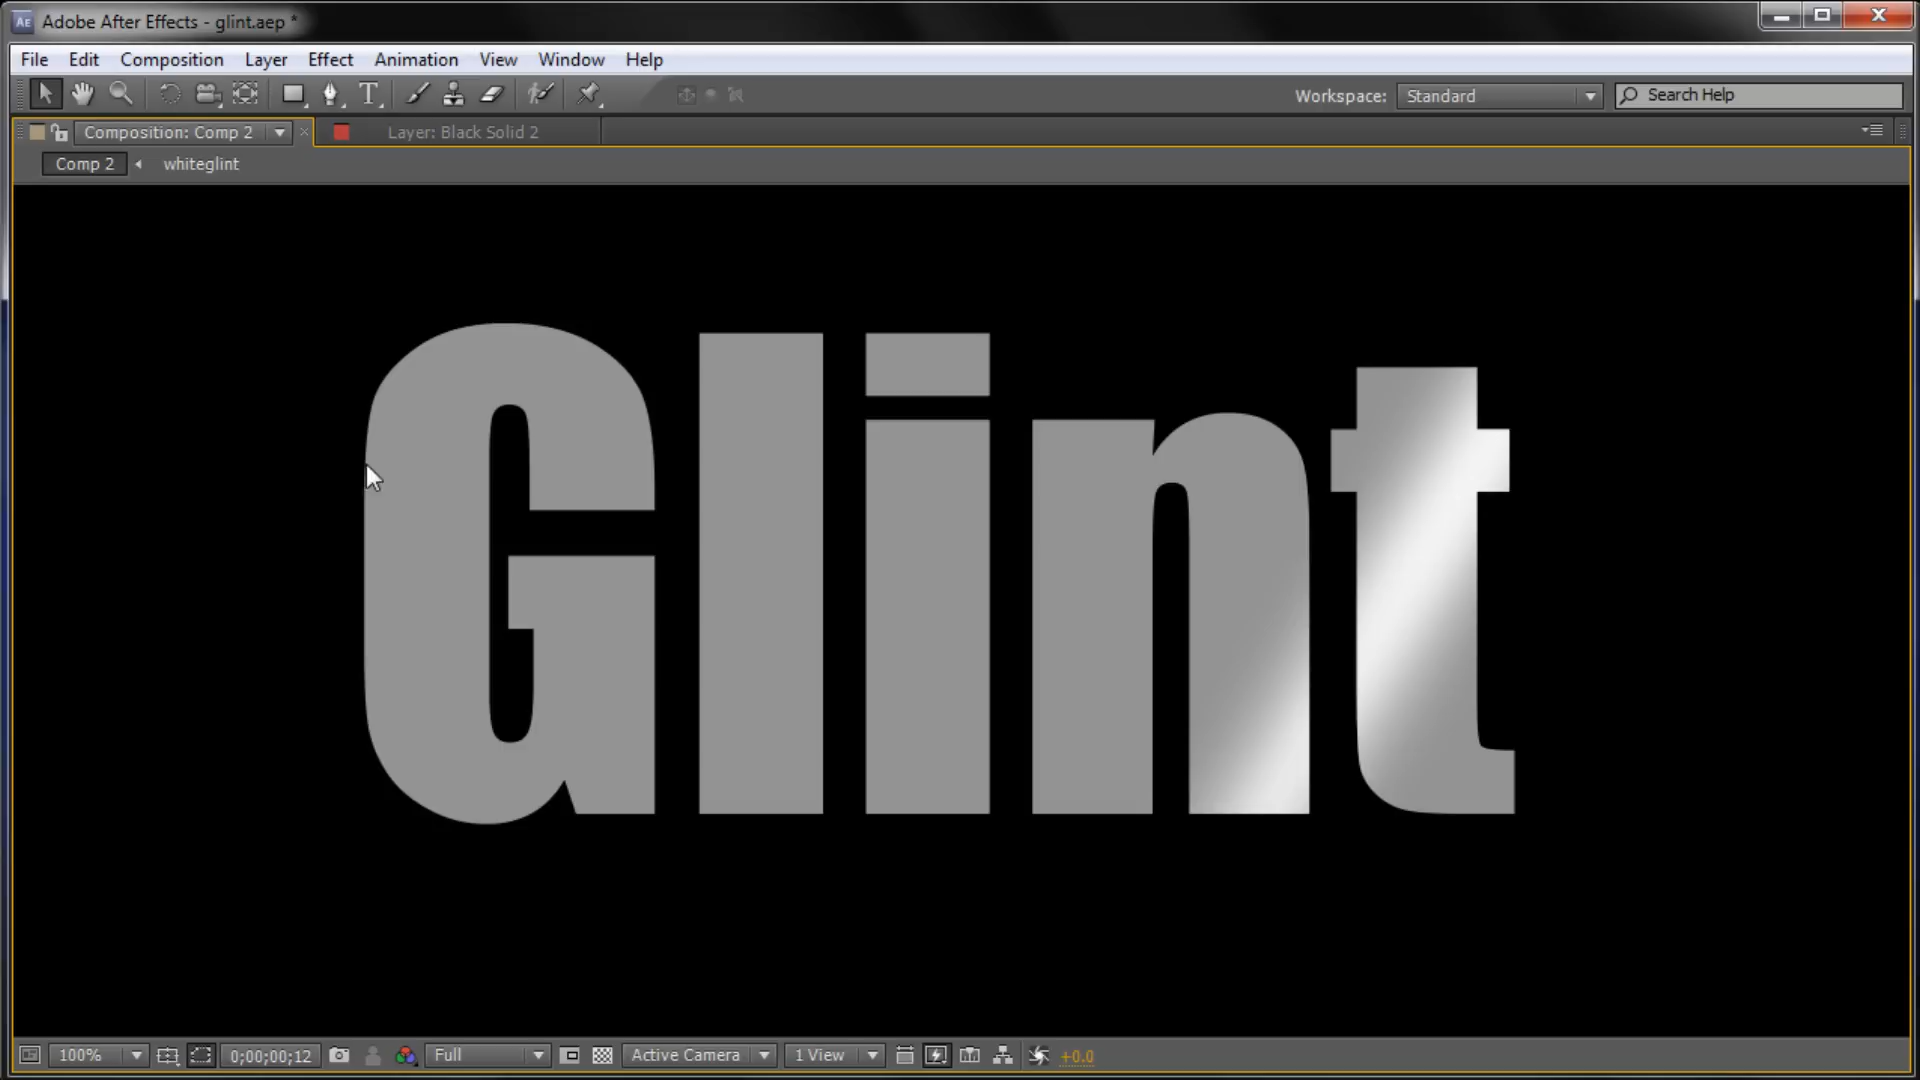 Ae Adobe After Effects - glint.aep *
File Edit Composition Layer Effect Animation View Window Help
T Workspace: Standard Search Help
Composition: Comp 2 × Layer: Black Solid 2
Comp 2 whiteglint
Glint
100% 0;00;00;12 Full Active Camera 1 View +0.0